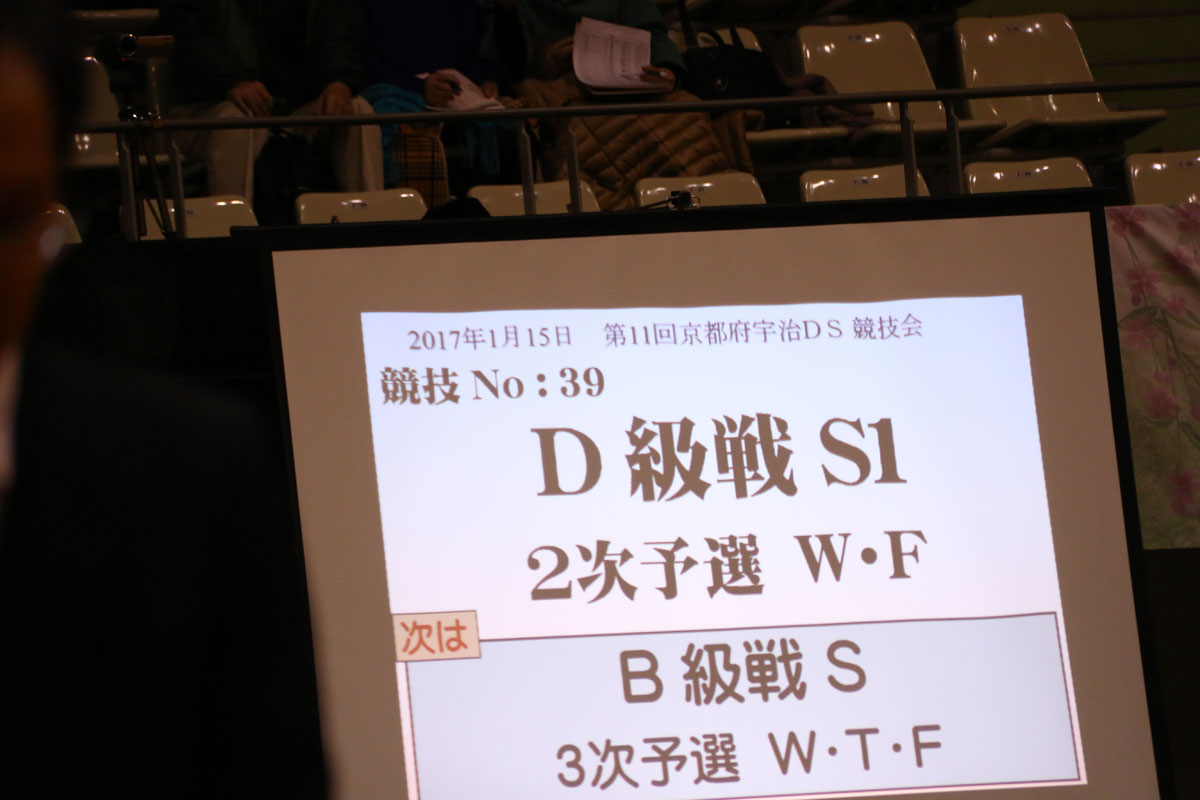 2017年1月15日 第11回京都府宇治DS 競技会
競技 No：39
D 級戦 S1
2次予選 W・F
次は
B 級戦 S
3次予選 W・T・F